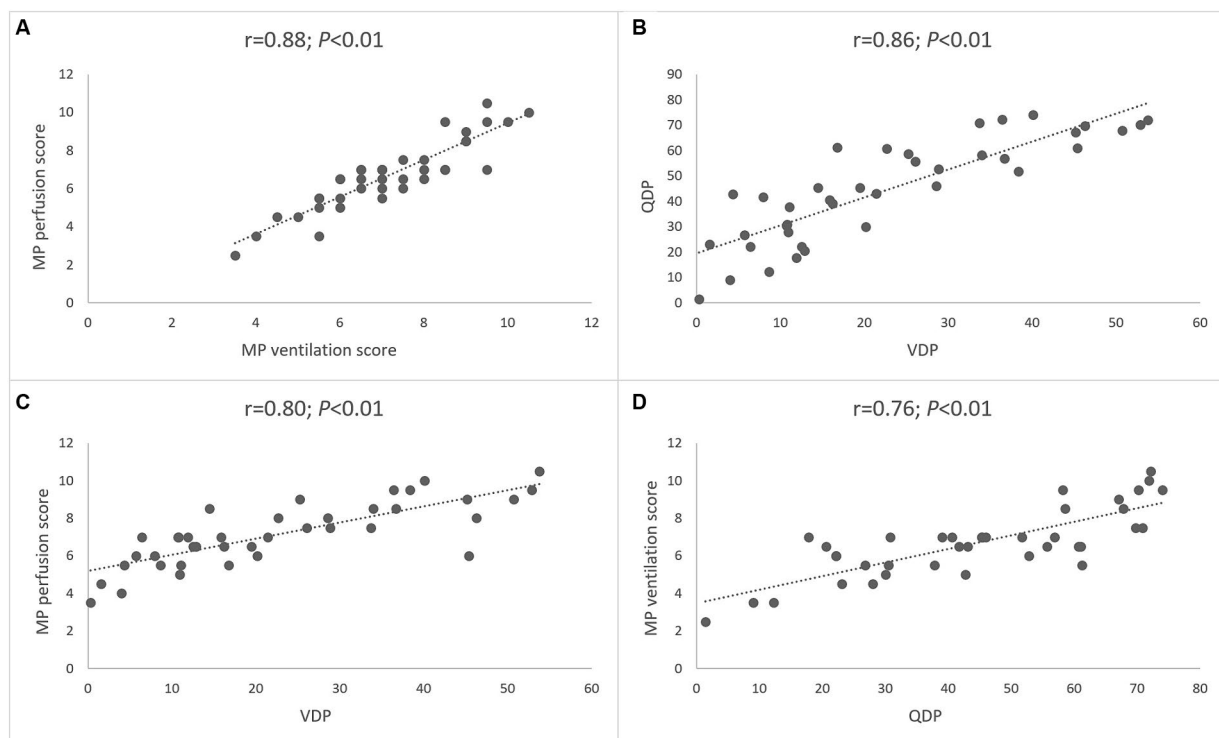 A
r=0.88; P<0.01
MP perfusion score
12
10
8
6
4
2
0
0 2 4 6 8 10 12
MP ventilation score
B
r=0.86; P<0.01
QDP
90
80
70
60
50
40
30
20
10
0
0 10 20 30 40 50 60
VDP
C
r=0.80; P<0.01
MP perfusion score
12
10
8
6
4
2
0
0 10 20 30 40 50 60
VDP
D
r=0.76; P<0.01
MP ventilation score
12
10
8
6
4
2
0
0 10 20 30 40 50 60 70 80
QDP